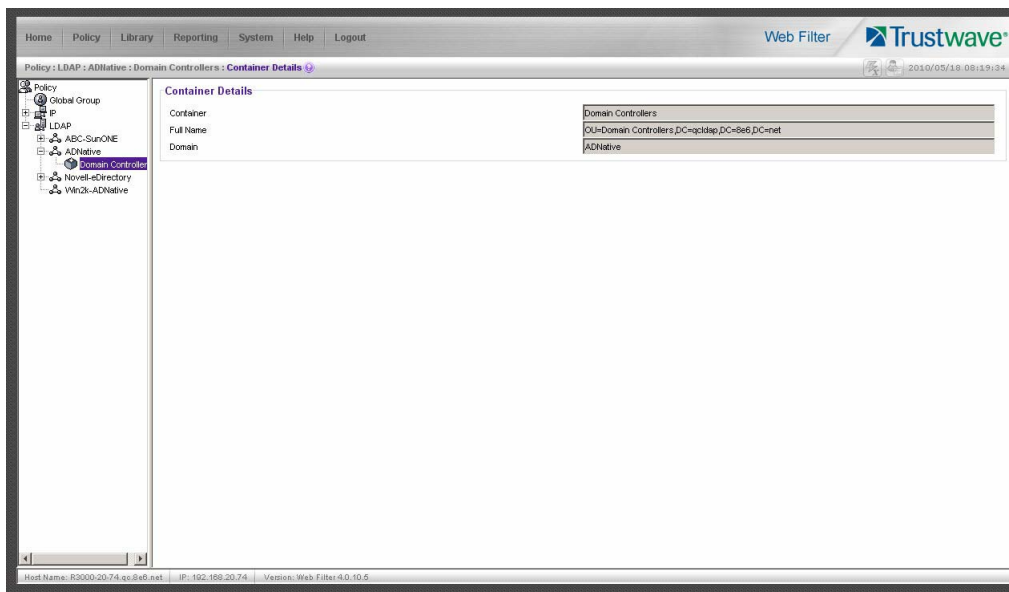 Home Policy Library Reporting System Help Logout
Web Filter
Trustwave®
Policy : LDAP : ADNative : Domain Controllers : Container Details
2010/05/18 08:19:34
Policy
Global Group
IP
LDAP
ABC-SunONE
ADNative
Domain Controller
Novell-eDirectory
Win2k-ADNative
Container Details
Container Domain Controllers
Full Name OU=Domain Controllers,DC=qcldap,DC=8e6,DC=net
Domain ADNative
Host Name: R3000-20-74.qc.8e6.net IP: 192.168.20.74 Version: Web Filter 4.0.10.5